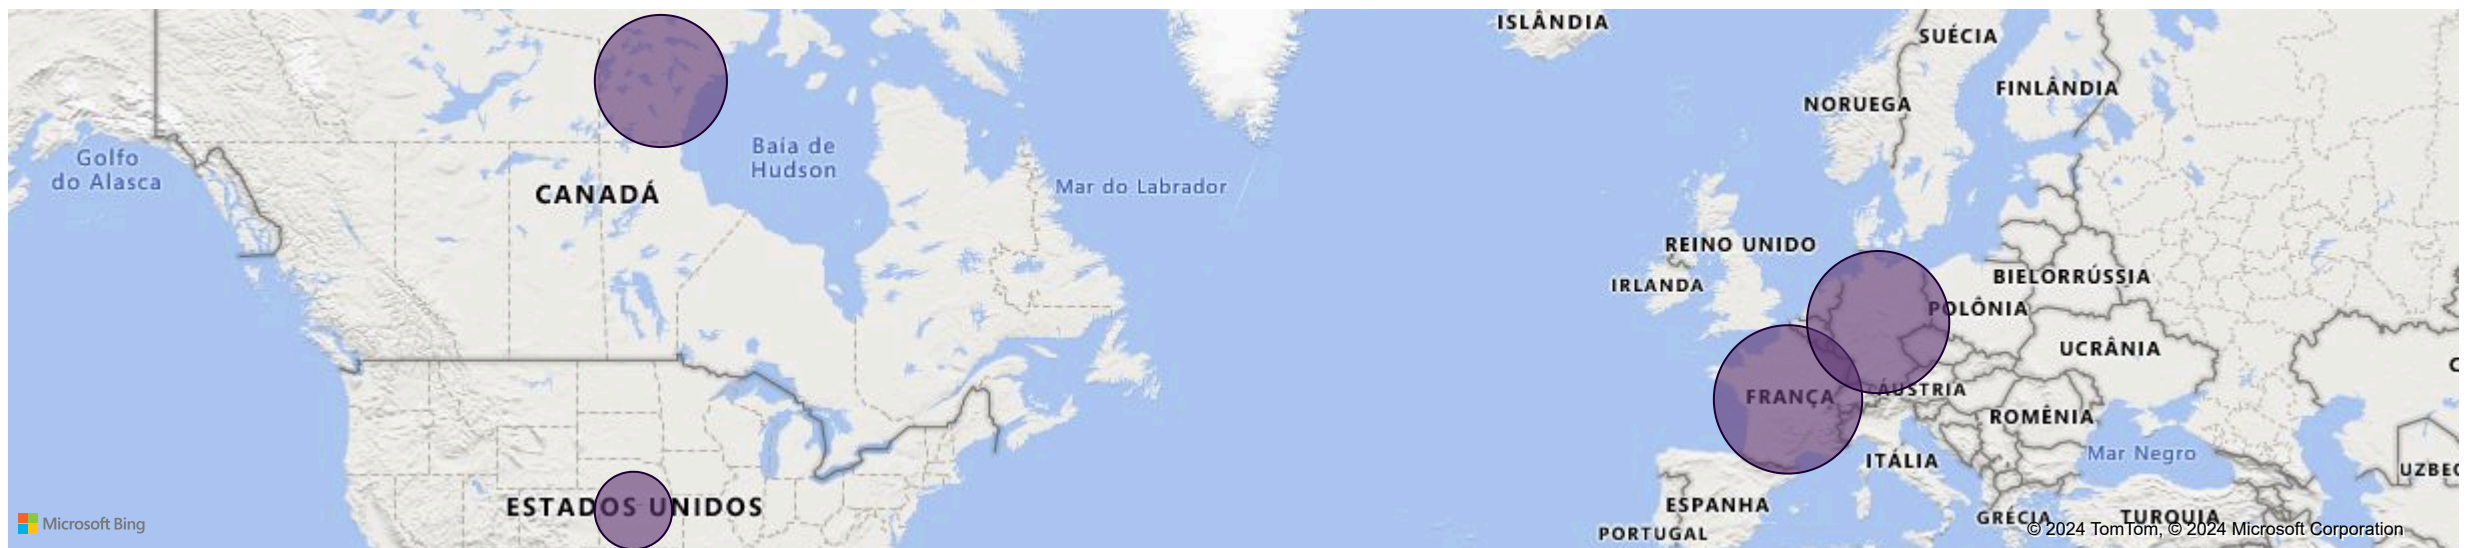 ISLÂNDIA
SUÉCIA
FINLÂNDIA
NORUEGA
Golfo
do Alasca
Baía de
Hudson
CANADÁ
Mar do Labrador
REINO UNIDO
IRLANDA
BIELORRÚSSIA
POLÔNIA
UCRÂNIA
FRANÇA
ÁUSTRIA
ROMÊNIA
Mar Negro
ITÁLIA
UZBEC
ESTADOS UNIDOS
ESPANHA
PORTUGAL
GRÉCIA
TURQUIA
Microsoft Bing
© 2024 TomTom, © 2024 Microsoft Corporation